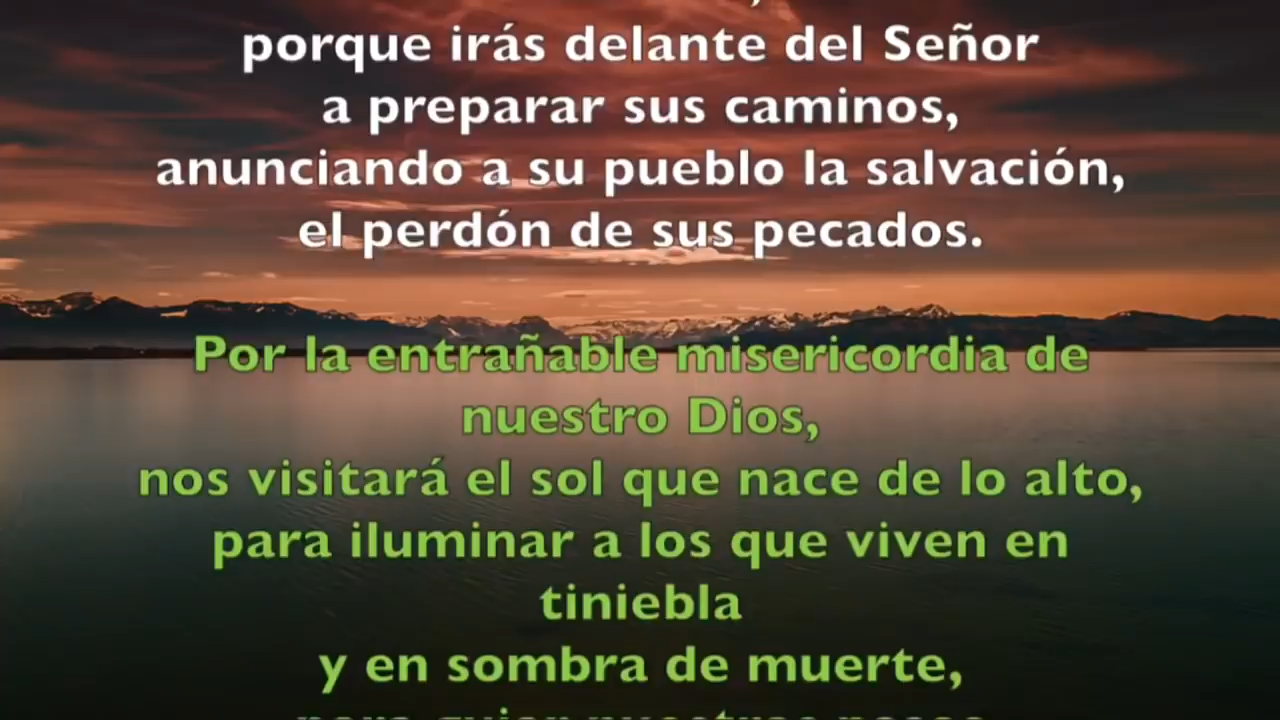 porque irás delante del Señor
a preparar sus caminos,
anunciando a su pueblo la salvación,
el perdón de sus pecados.
Por la entrañable misericordia de
nuestro Dios,
nos visitará el sol que nace de lo alto,
para iluminar a los que viven en
tiniebla
y en sombra de muerte,